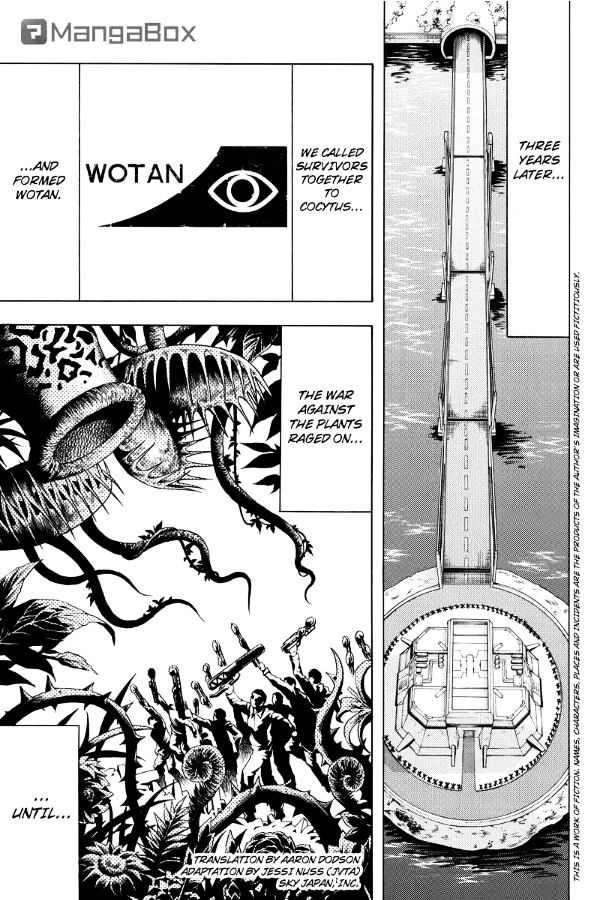 MangaBox
THREE
YEARS
LATER...
WE CALLED
SURVIVORS
TOGETHER
TO
COCYTUS...
WOTAN
...AND
FORMED
WOTAN.
THE WAR
AGAINST
THE PLANTS
RAGED ON...
...
UNTIL...
TRANSLATION BY AARON DODSON
ADAPTATION BY JESSI NUSS (JVTA)
SKY JAPAN, INC.
THIS IS A WORK OF FICTION. NAMES, CHARACTERS, PLACES AND INCIDENTS ARE THE PRODUCTS OF THE AUTHOR'S IMAGINATION OR ARE USED FICTITIOUSLY.